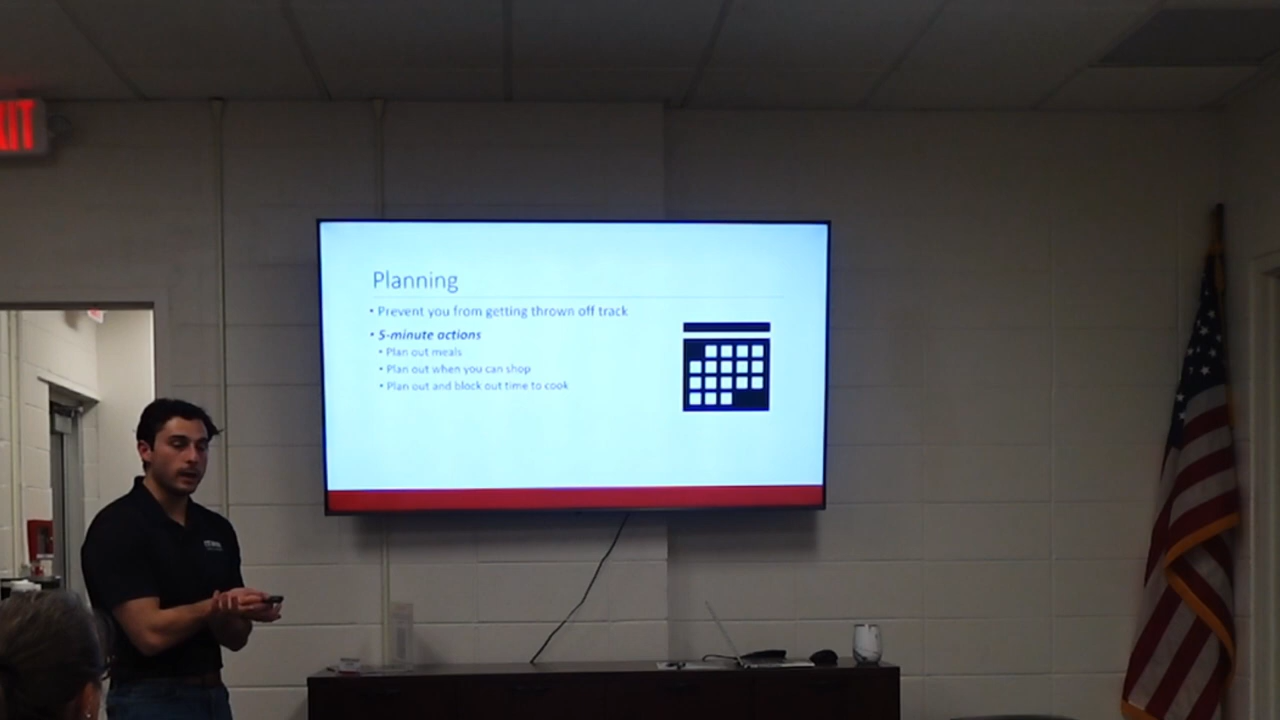 Planning
• Prevent you from getting thrown off track
• 5-minute actions
• Plan out meals
• Plan out when you can shop
• Plan out and block out time to cook